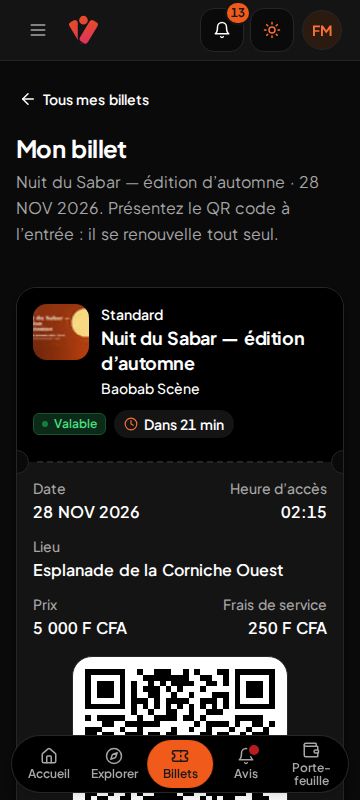 13
FM
Tous mes billets
Mon billet
Nuit du Sabar — édition d’automne · 28
NOV 2026. Présentez le QR code à
l’entrée : il se renouvelle tout seul.
Standard
Nuit du Sabar — édition
d’automne
Baobab Scène
Valable
Dans 21 min
Date
Heure d’accès
28 NOV 2026
02:15
Lieu
Esplanade de la Corniche Ouest
Prix
Frais de service
5 000 F CFA
250 F CFA
Accueil
Explorer
Billets
Avis
Porte-
feuille